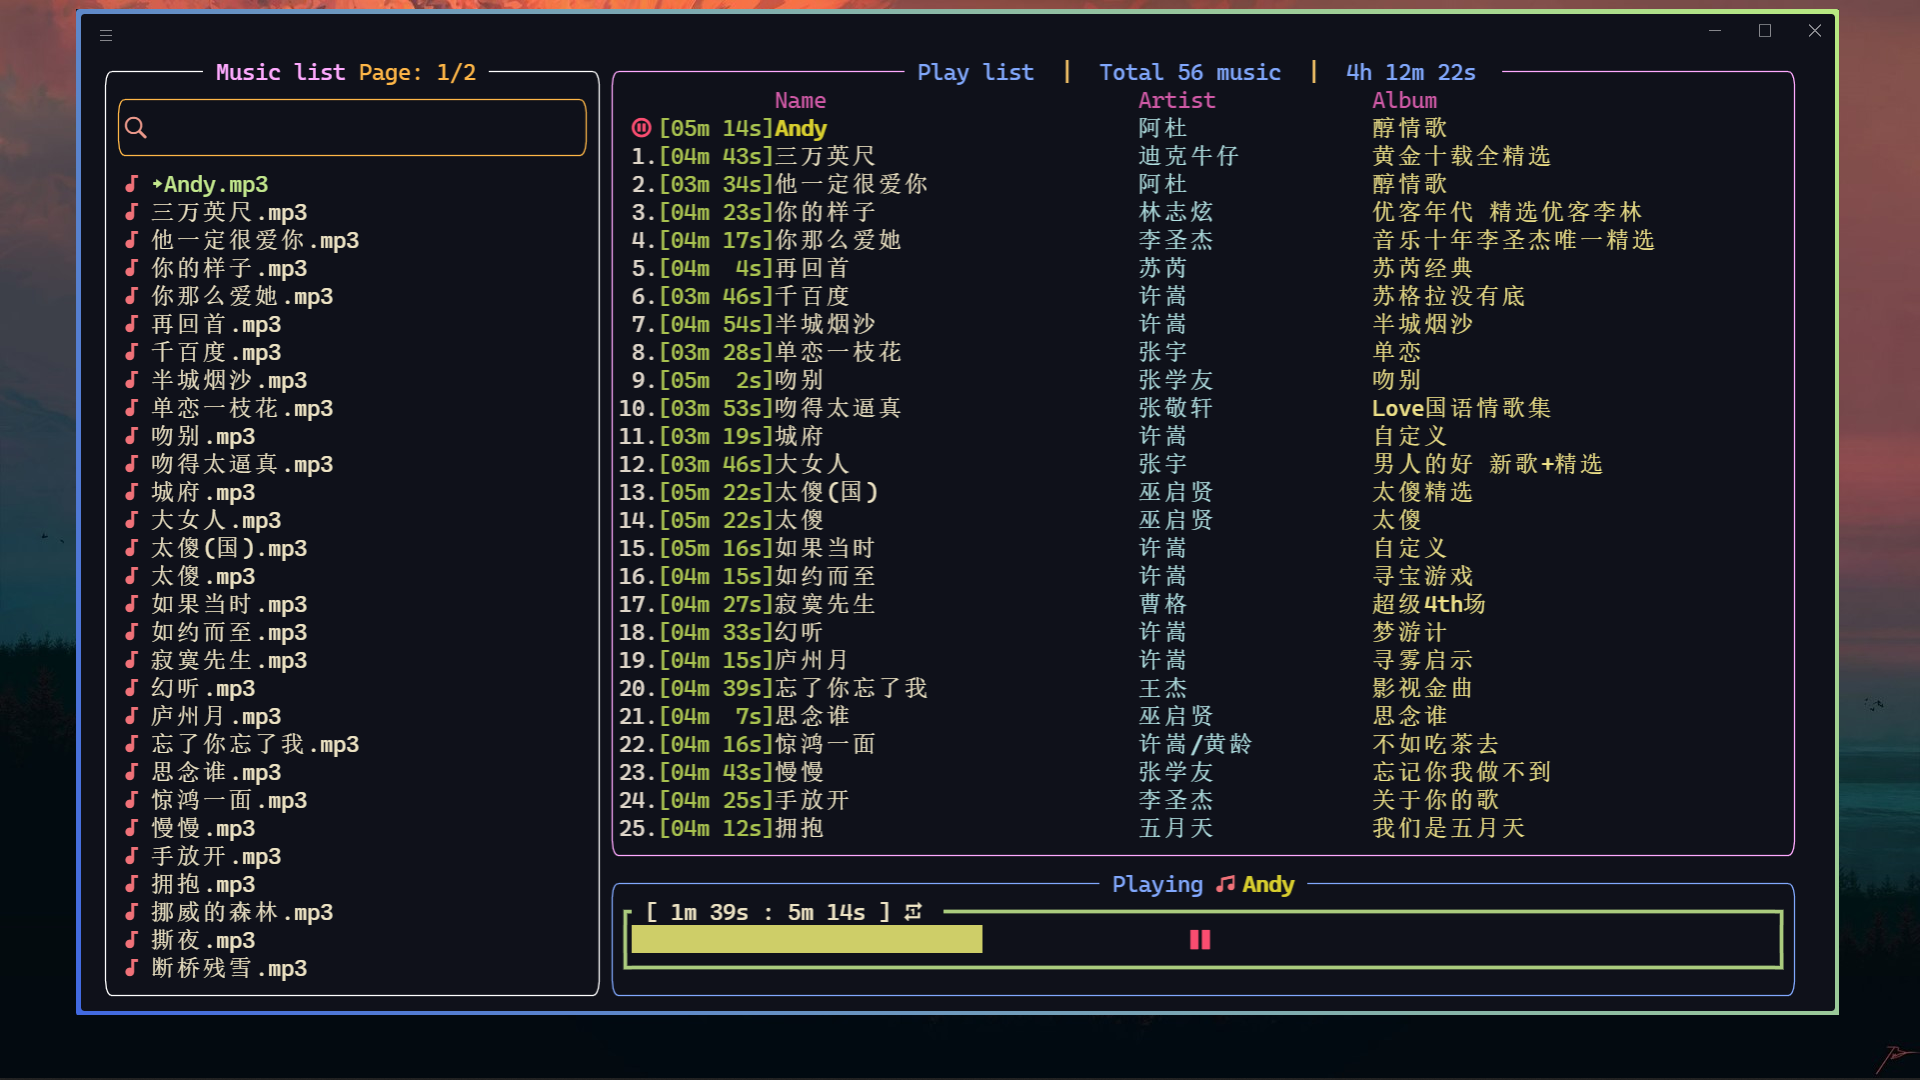 Music list Page: 1/2
Andy.mp3
三万英尺.mp3
他一定很爱你.mp3
你的样子.mp3
你那么爱她.mp3
再回首.mp3
千百度.mp3
半城烟沙.mp3
单恋一枝花.mp3
吻别.mp3
吻得太逼真.mp3
城府.mp3
大女人.mp3
太傻(国).mp3
太傻.mp3
如果当时.mp3
如约而至.mp3
寂寞先生.mp3
幻听.mp3
庐州月.mp3
忘了你忘了我.mp3
思念谁.mp3
惊鸿一面.mp3
慢慢.mp3
手放开.mp3
拥抱.mp3
挪威的森林.mp3
撕夜.mp3
断桥残雪.mp3
Play list | Total 56 music | 4h 12m 22s
Name Artist Album
[05m 14s]Andy 阿杜 醇情歌
1.[04m 43s]三万英尺 迪克牛仔 黄金十载全精选
2.[03m 34s]他一定很爱你 阿杜 醇情歌
3.[04m 23s]你的样子 林志炫 优客年代 精选优客李林
4.[04m 17s]你那么爱她 李圣杰 音乐十年李圣杰唯一精选
5.[04m 4s]再回首 苏芮 苏芮经典
6.[03m 46s]千百度 许嵩 苏格拉没有底
7.[04m 54s]半城烟沙 许嵩 半城烟沙
8.[03m 28s]单恋一枝花 张宇 单恋
9.[05m 2s]吻别 张学友 吻别
10.[03m 53s]吻得太逼真 张敬轩 Love国语情歌集
11.[03m 19s]城府 许嵩 自定义
12.[03m 46s]大女人 张宇 男人的好 新歌+精选
13.[05m 22s]太傻(国) 巫启贤 太傻精选
14.[05m 22s]太傻 巫启贤 太傻
15.[05m 16s]如果当时 许嵩 自定义
16.[04m 15s]如约而至 许嵩 寻宝游戏
17.[04m 27s]寂寞先生 曹格 超级4th场
18.[04m 33s]幻听 许嵩 梦游计
19.[04m 15s]庐州月 许嵩 寻雾启示
20.[04m 39s]忘了你忘了我 王杰 影视金曲
21.[04m 7s]思念谁 巫启贤 思念谁
22.[04m 16s]惊鸿一面 许嵩/黄龄 不如吃茶去
23.[04m 43s]慢慢 张学友 忘记你我做不到
24.[04m 25s]手放开 李圣杰 关于你的歌
25.[04m 12s]拥抱 五月天 我们是五月天
Playing Andy
[ 1m 39s : 5m 14s ]